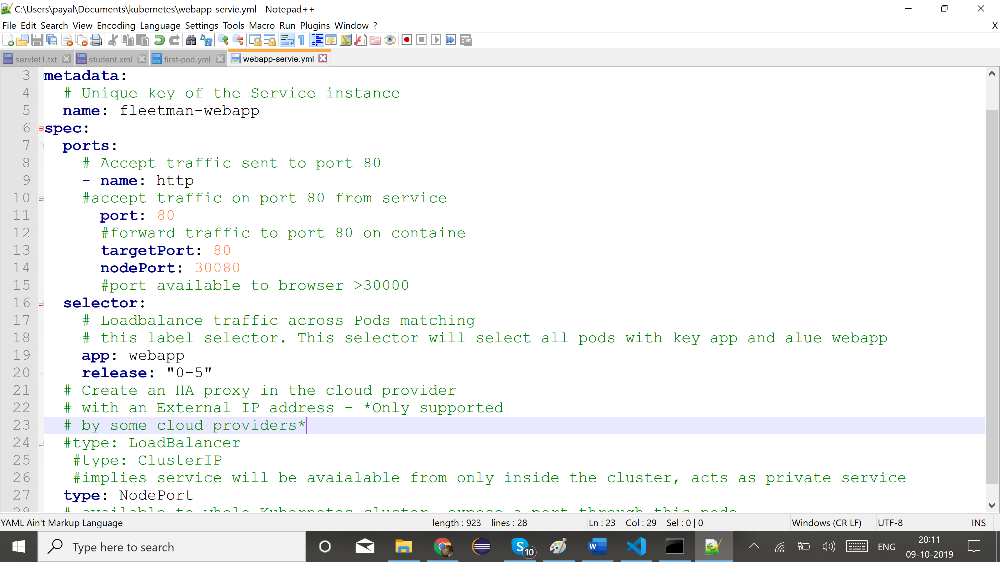 C:\Users\payal\Documents\kubernetes\webapp-servie.yml - Notepad++
File Edit Search View Encoding Language Settings Tools Macro Run Plugins Window ? X
servlet1.txt student.xml first-pod.yml webapp-servie.yml
3 metadata:
4 # Unique key of the Service instance
5 name: fleetman-webapp
6 spec:
7 ports:
8 # Accept traffic sent to port 80
9 - name: http
10 #accept traffic on port 80 from service
11 port: 80
12 #forward traffic to port 80 on containe
13 targetPort: 80
14 nodePort: 30080
15 #port available to browser >30000
16 selector:
17 # Loadbalance traffic across Pods matching
18 # this label selector. This selector will select all pods with key app and alue webapp
19 app: webapp
20 release: "0-5"
21 # Create an HA proxy in the cloud provider
22 # with an External IP address - *Only supported
23 # by some cloud providers*
24 #type: LoadBalancer
25 #type: ClusterIP
26 #implies service will be avaialable from only inside the cluster, acts as private service
27 type: NodePort
28 # available to whole Kubernetes cluster, expose a port through this node
YAML Ain't Markup Language length : 923 lines : 28 Ln : 23 Col : 29 Sel : 0 | 0 Windows (CR LF) UTF-8 INS
Type here to search
S 10
W
ENG
20:11
09-10-2019